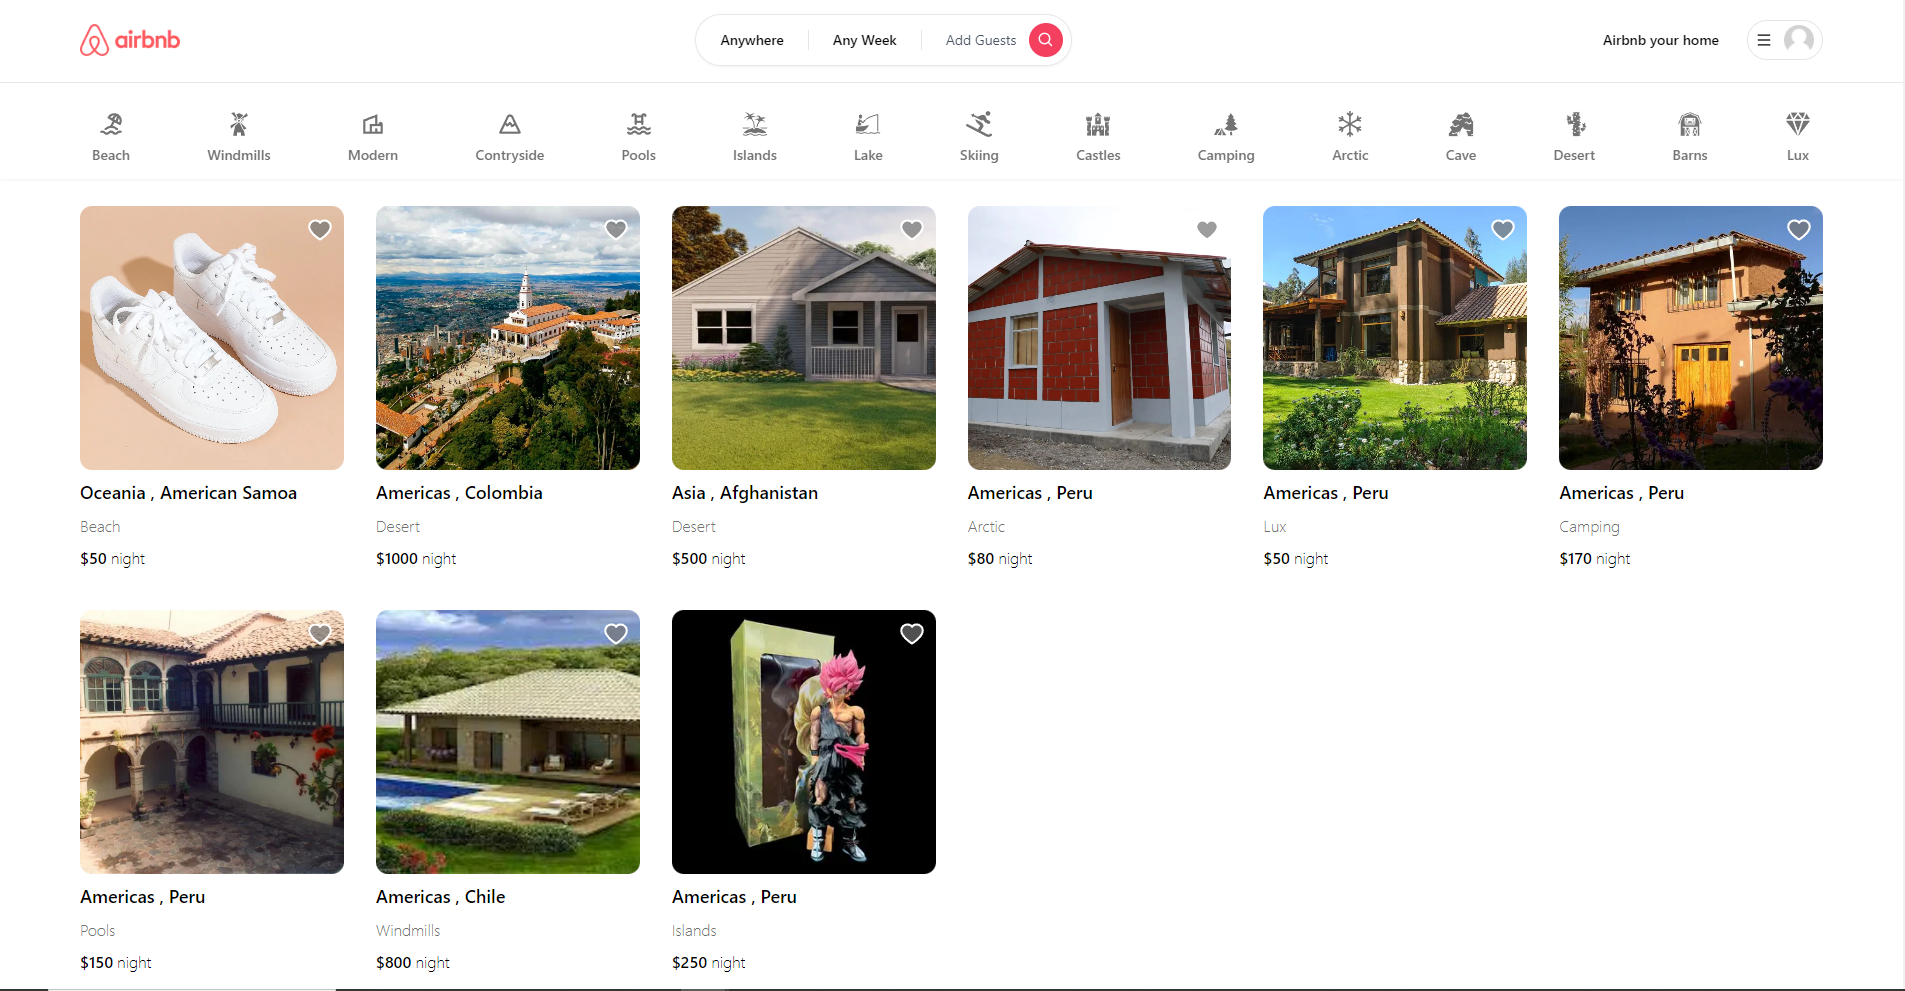 airbnb
Anywhere
Any Week
Add Guests
Airbnb your home
Beach
Windmills
Modern
Contryside
Pools
Islands
Lake
Skiing
Castles
Camping
Arctic
Cave
Desert
Barns
Lux
Oceania , American Samoa
Beach
$50 night
Americas , Colombia
Desert
$1000 night
Asia , Afghanistan
Desert
$500 night
Americas , Peru
Arctic
$80 night
Americas , Peru
Lux
$50 night
Americas , Peru
Camping
$170 night
Americas , Peru
Pools
$150 night
Americas , Chile
Windmills
$800 night
Americas , Peru
Islands
$250 night